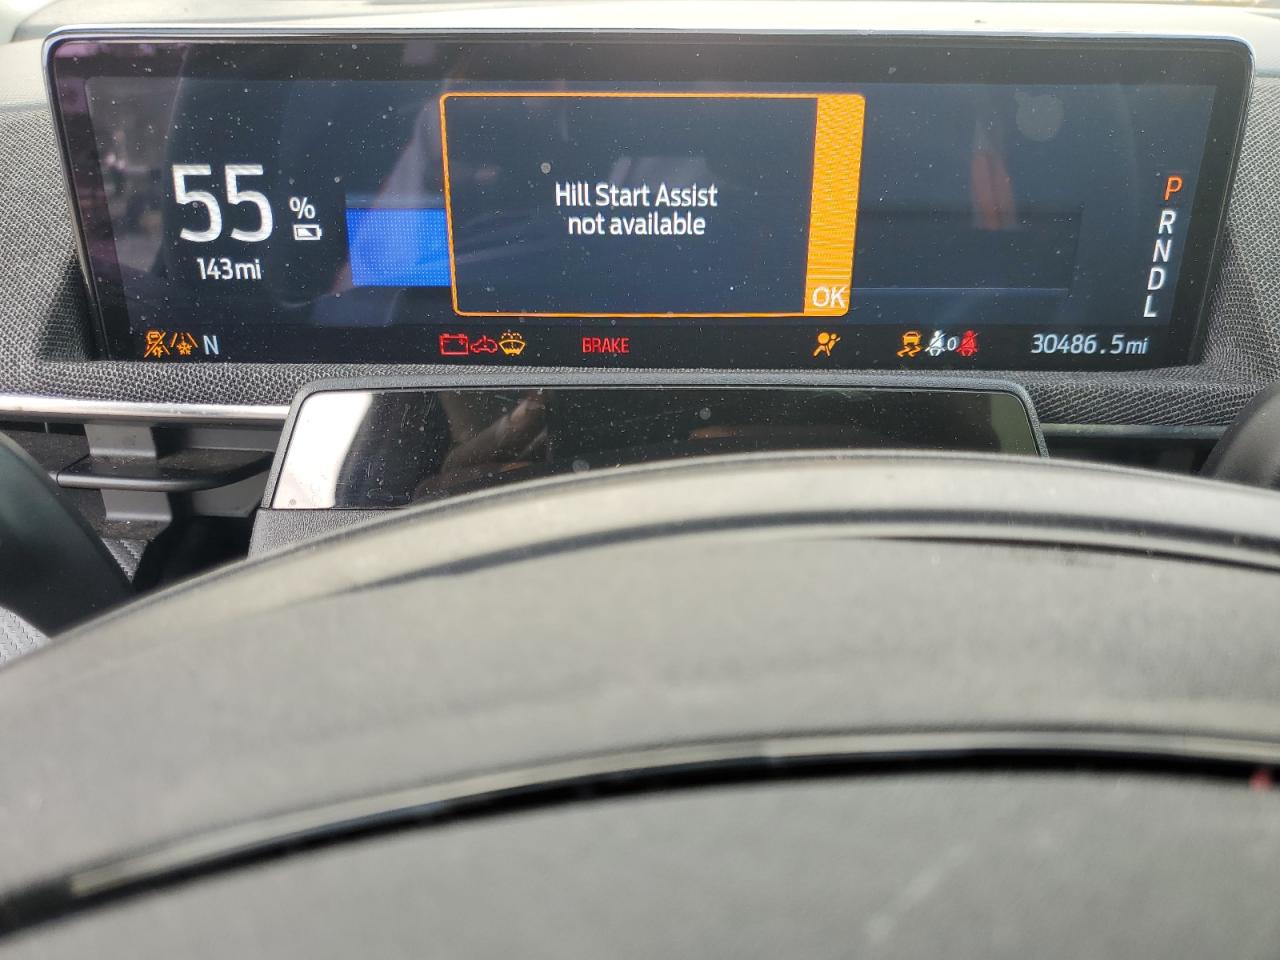 55 %
143mi
Hill Start Assist
not available
OK
P
R
N
D
L
N
BRAKE
0
30486.5mi